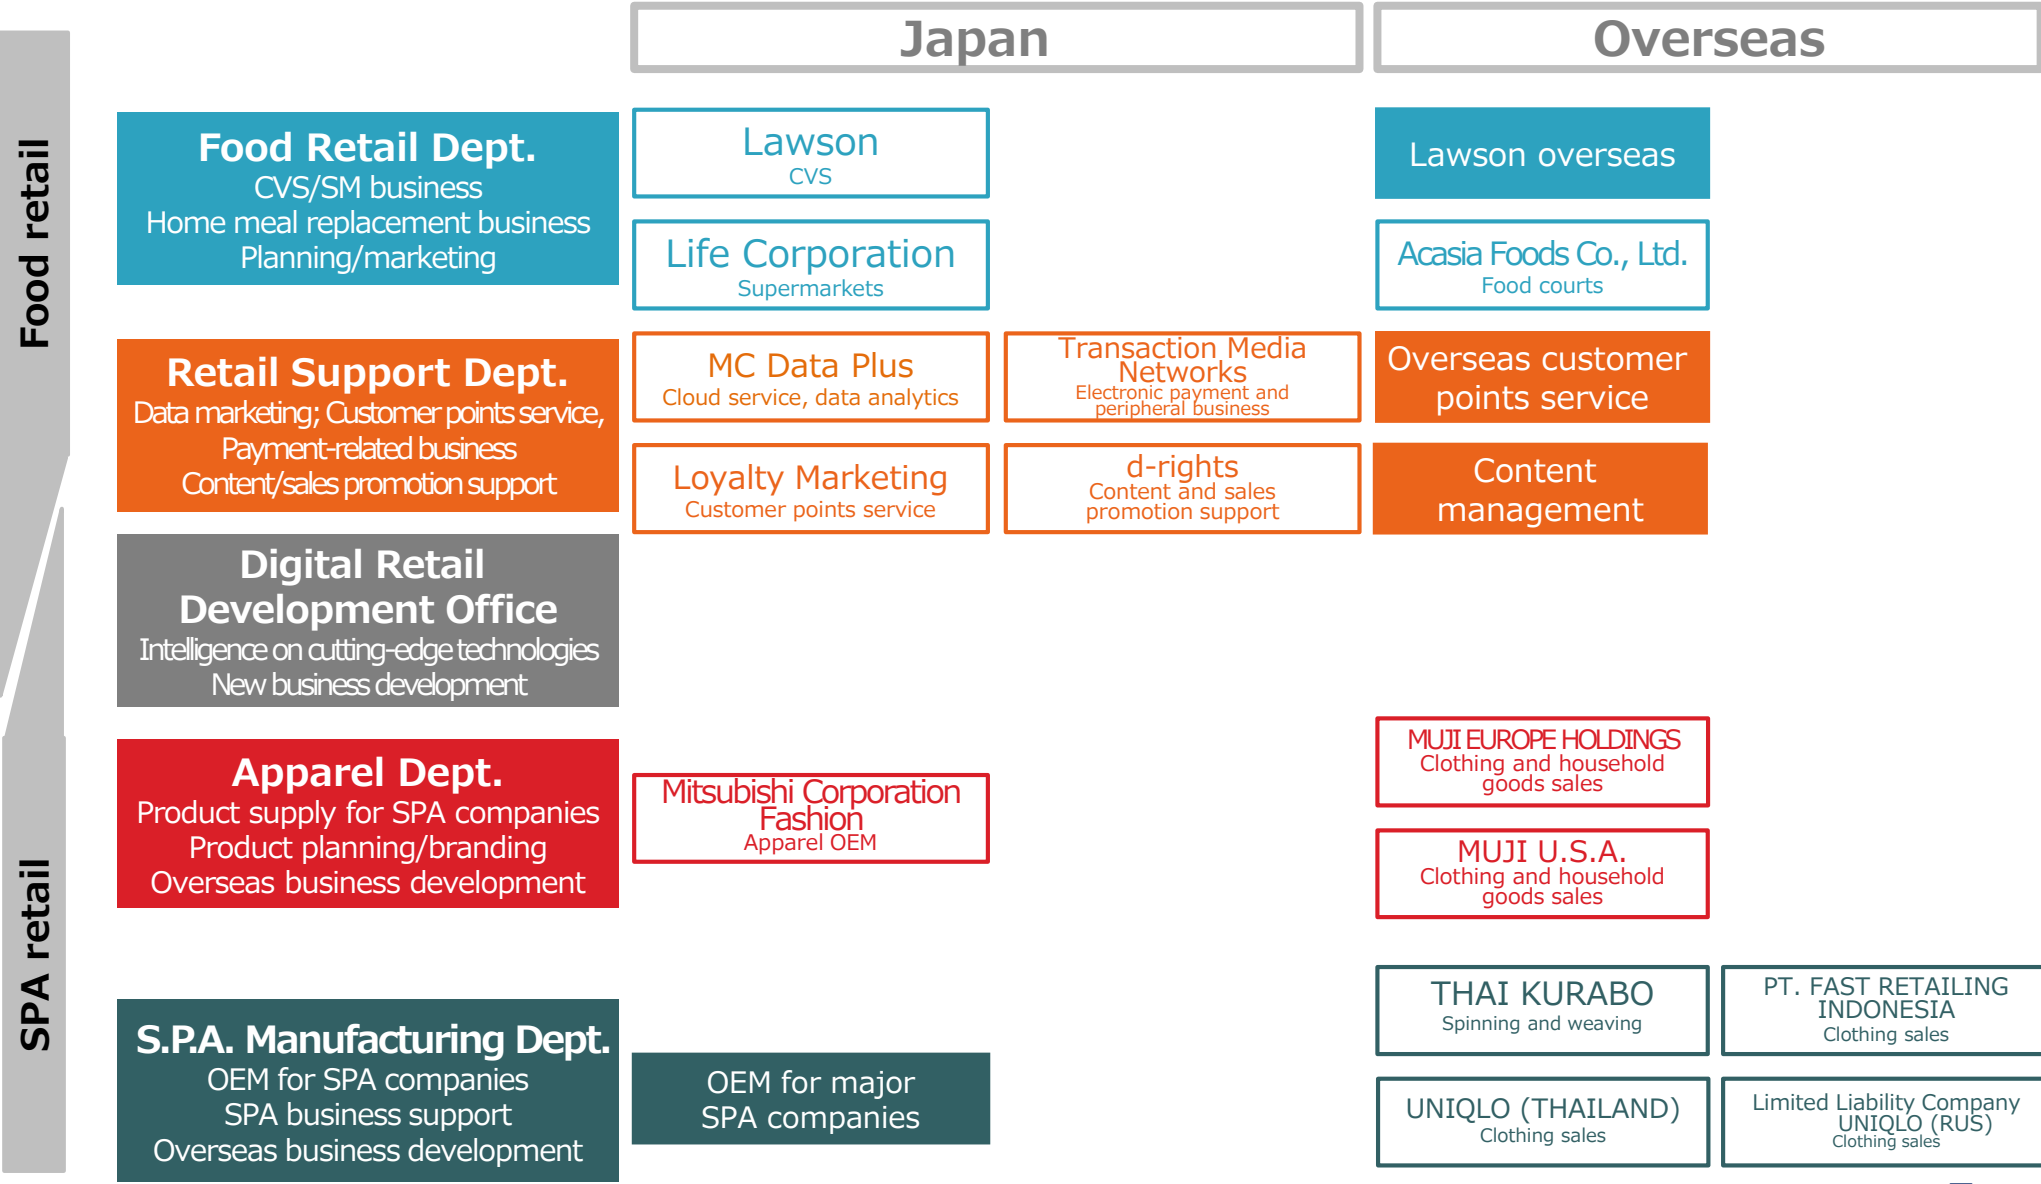 Japan
Overseas
Food retail
Food Retail Dept.
CVS/SM business
Home meal replacement business
Planning/marketing
Lawson
CVS
Lawson overseas
Life Corporation
Supermarkets
Acasia Foods Co., Ltd.
Food courts
Retail Support Dept.
Data marketing; Customer points service,
Payment-related business
Content/sales promotion support
MC Data Plus
Cloud service, data analytics
Transaction Media
Networks
Electronic payment and
peripheral business
Overseas customer
points service
Loyalty Marketing
Customer points service
d-rights
Content and sales
promotion support
Content
management
Digital Retail
Development Office
Intelligence on cutting-edge technologies
New business development
SPA retail
Apparel Dept.
Product supply for SPA companies
Product planning/branding
Overseas business development
Mitsubishi Corporation
Fashion
Apparel OEM
MUJI EUROPE HOLDINGS
Clothing and household
goods sales
MUJI U.S.A.
Clothing and household
goods sales
S.P.A. Manufacturing Dept.
OEM for SPA companies
SPA business support
Overseas business development
OEM for major
SPA companies
THAI KURABO
Spinning and weaving
PT. FAST RETAILING
INDONESIA
Clothing sales
UNIQLO (THAILAND)
Clothing sales
Limited Liability Company
UNIQLO (RUS)
Clothing sales